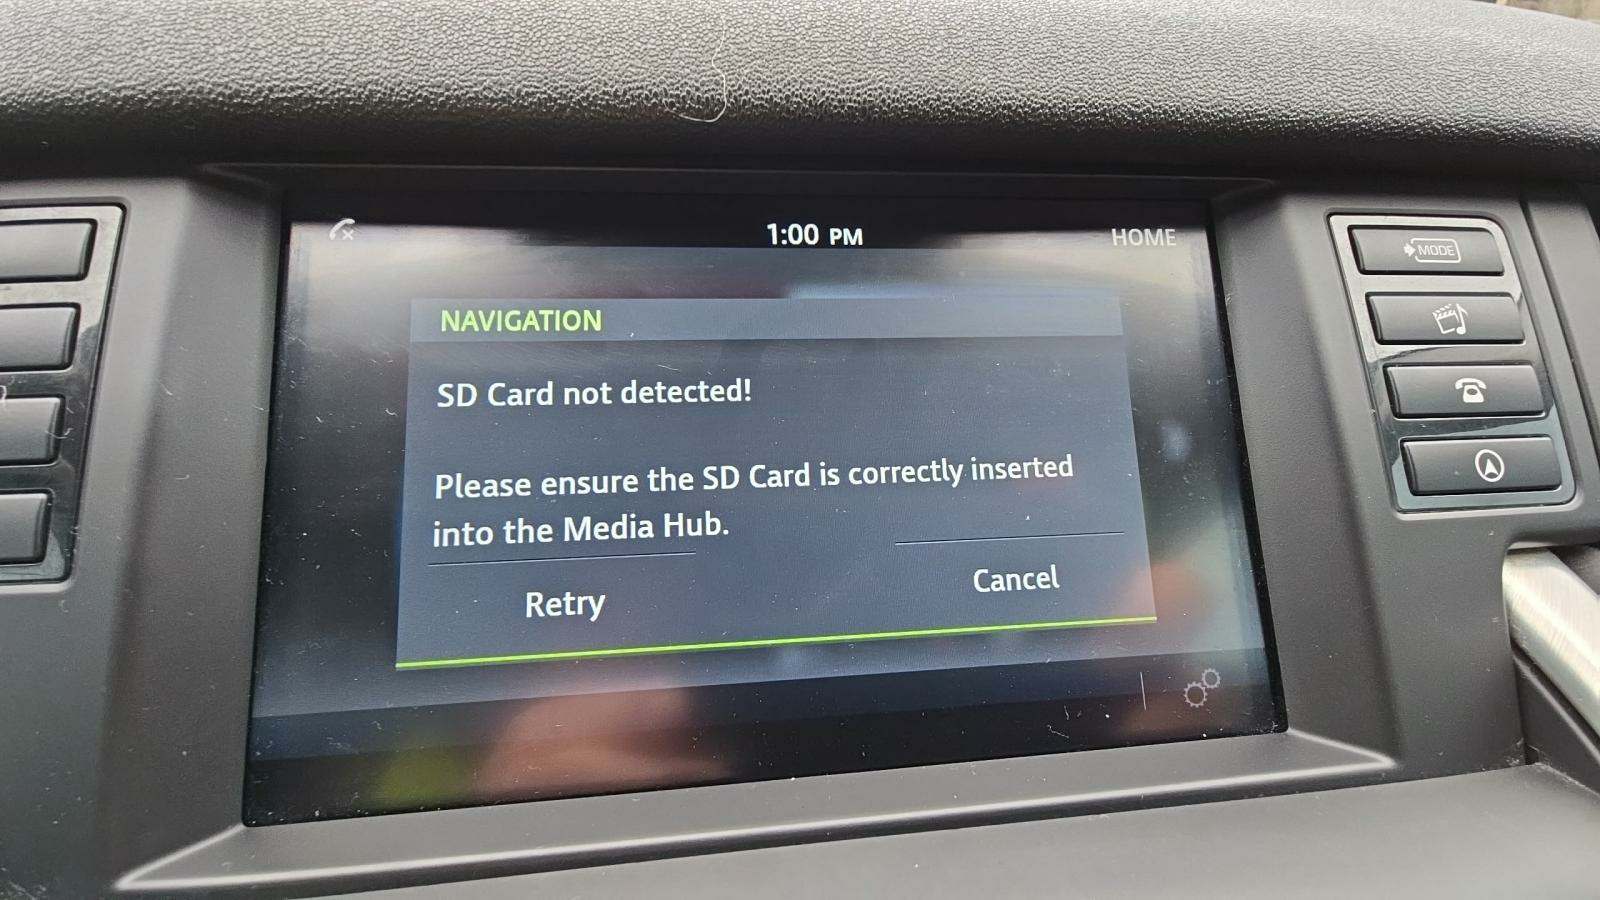 1:00 PM
HOME
NAVIGATION
SD Card not detected!
Please ensure the SD Card is correctly inserted
into the Media Hub.
Retry
Cancel
MODE